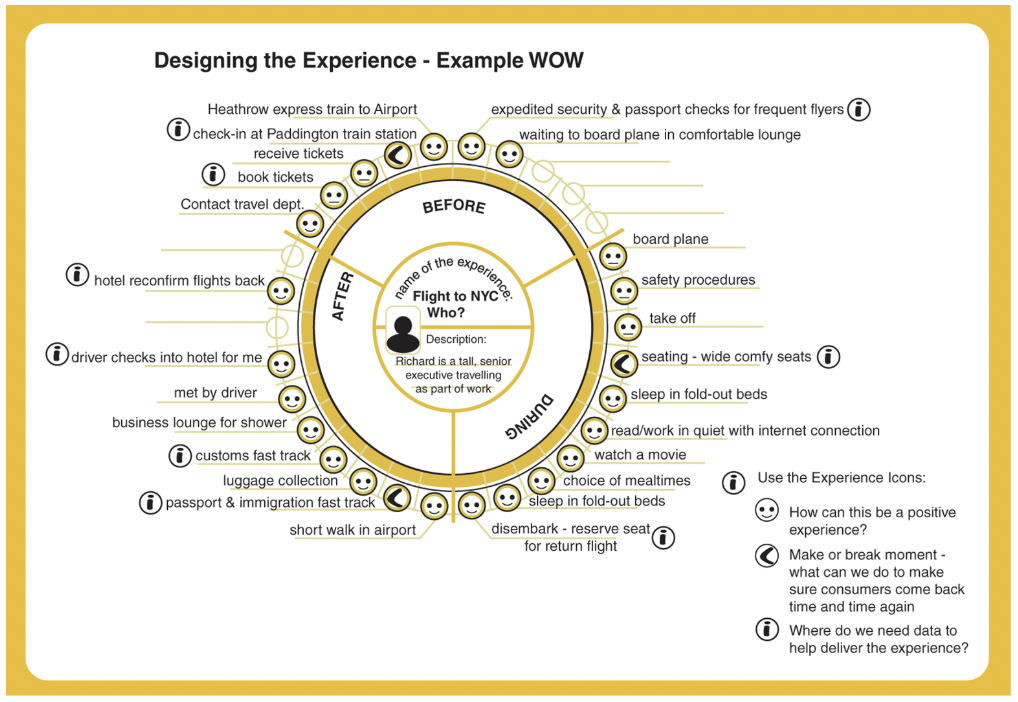 Designing the Experience - Example WOW
Heathrow express train to Airport
check-in at Paddington train station
receive tickets
book tickets
Contact travel dept.
expedited security & passport checks for frequent flyers
waiting to board plane in comfortable lounge
BEFORE
board plane
safety procedures
take off
seating - wide comfy seats
sleep in fold-out beds
read/work in quiet with internet connection
watch a movie
choice of mealtimes
sleep in fold-out beds
disembark - reserve seat
for return flight
DURING
hotel reconfirm flights back
driver checks into hotel for me
met by driver
business lounge for shower
customs fast track
luggage collection
passport & immigration fast track
short walk in airport
AFTER
name of the experience:
Flight to NYC
Who?
Description:
Richard is a tall, senior
executive travelling
as part of work
Use the Experience Icons:
How can this be a positive
experience?
Make or break moment -
what can we do to make
sure consumers come back
time and time again
Where do we need data to
help deliver the experience?